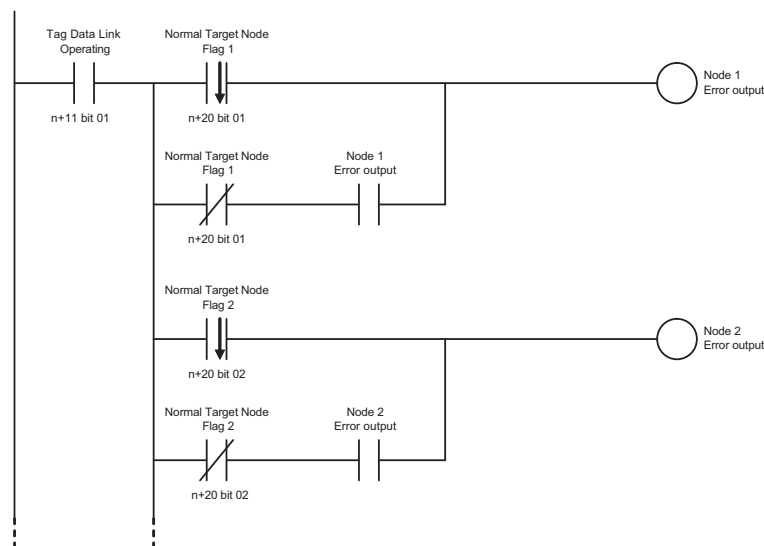 Tag Data Link
Operating
n+11 bit 01
Normal Target Node
Flag 1
n+20 bit 01
Node 1
Error output
Normal Target Node
Flag 1
n+20 bit 01
Node 1
Error output
Normal Target Node
Flag 2
n+20 bit 02
Node 2
Error output
Normal Target Node
Flag 2
n+20 bit 02
Node 2
Error output